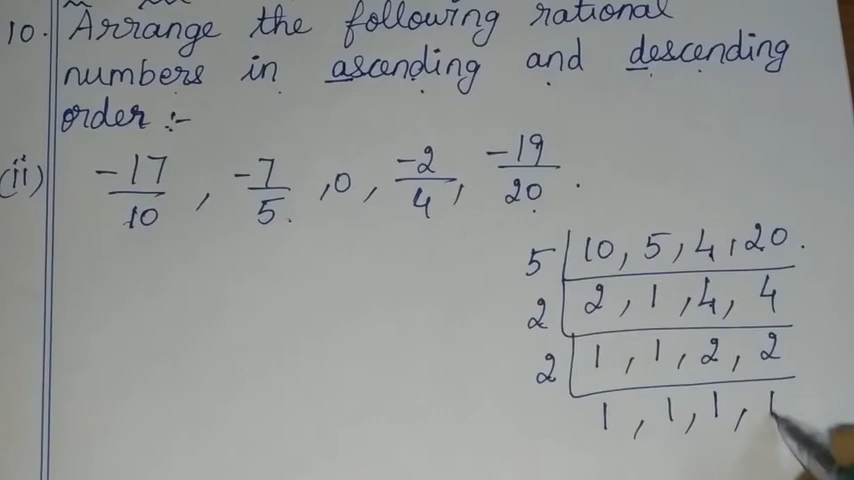 10. Arrange the following rational
numbers in ascending and descending
order :-
(ii) -17/10 , -7/5 , 0 , -2/4 , -19/20 .
5 | 10, 5, 4, 20.
2 | 2, 1, 4, 4
2 | 1, 1, 2, 2
1, 1, 1, 1